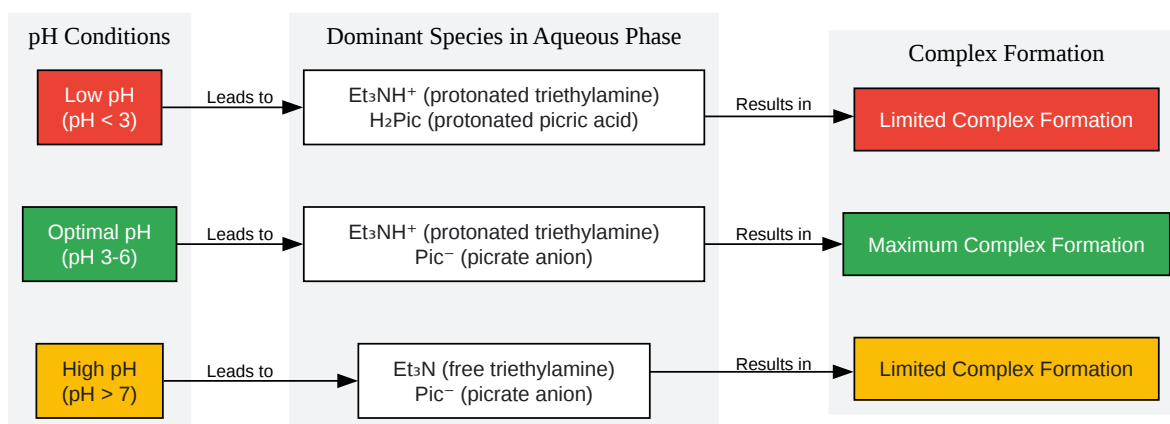 pH Conditions
Dominant Species in Aqueous Phase
Complex Formation
Low pH
(pH < 3)
Leads to
Et₃NH⁺ (protonated triethylamine)
H₂Pic (protonated picric acid)
Results in
Limited Complex Formation
Optimal pH
(pH 3-6)
Leads to
Et₃NH⁺ (protonated triethylamine)
Pic⁻ (picrate anion)
Results in
Maximum Complex Formation
High pH
(pH > 7)
Leads to
Et₃N (free triethylamine)
Pic⁻ (picrate anion)
Results in
Limited Complex Formation